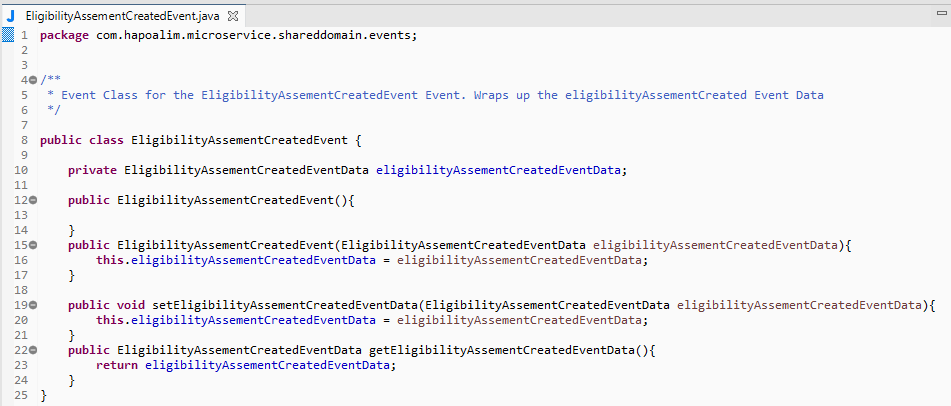 EligibilityAssementCreatedEvent.java
1 package com.hapoalim.microservice.shareddomain.events;
2
3
4 /**
5  * Event Class for the EligibilityAssementCreatedEvent Event. Wraps up the eligibilityAssementCreated Event Data
6  */
7
8 public class EligibilityAssementCreatedEvent {
9
10     private EligibilityAssementCreatedEventData eligibilityAssementCreatedEventData;
11
12     public EligibilityAssementCreatedEvent(){
13
14     }
15     public EligibilityAssementCreatedEvent(EligibilityAssementCreatedEventData eligibilityAssementCreatedEventData){
16         this.eligibilityAssementCreatedEventData = eligibilityAssementCreatedEventData;
17     }
18
19     public void setEligibilityAssementCreatedEventData(EligibilityAssementCreatedEventData eligibilityAssementCreatedEventData){
20         this.eligibilityAssementCreatedEventData = eligibilityAssementCreatedEventData;
21     }
22     public EligibilityAssementCreatedEventData getEligibilityAssementCreatedEventData(){
23         return eligibilityAssementCreatedEventData;
24     }
25 }